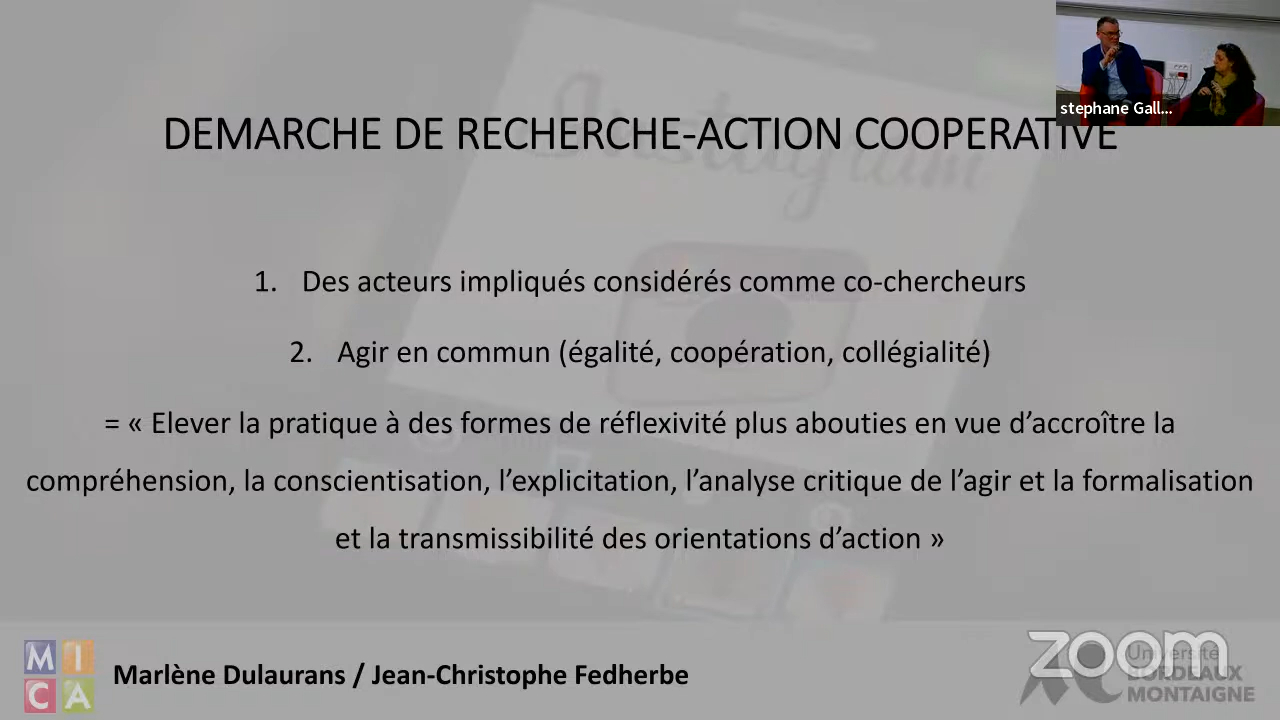 stephane Gall...
DEMARCHE DE RECHERCHE-ACTION COOPERATIVE
Instagram
1. Des acteurs impliqués considérés comme co-chercheurs
2. Agir en commun (égalité, coopération, collégialité)
= « Elever la pratique à des formes de réflexivité plus abouties en vue d’accroître la
compréhension, la conscientisation, l’explicitation, l’analyse critique de l’agir et la formalisation
et la transmissibilité des orientations d’action »
MICA
Marlène Dulaurans / Jean-Christophe Fedherbe
zoom
Université
BORDEAUX
MONTAIGNE